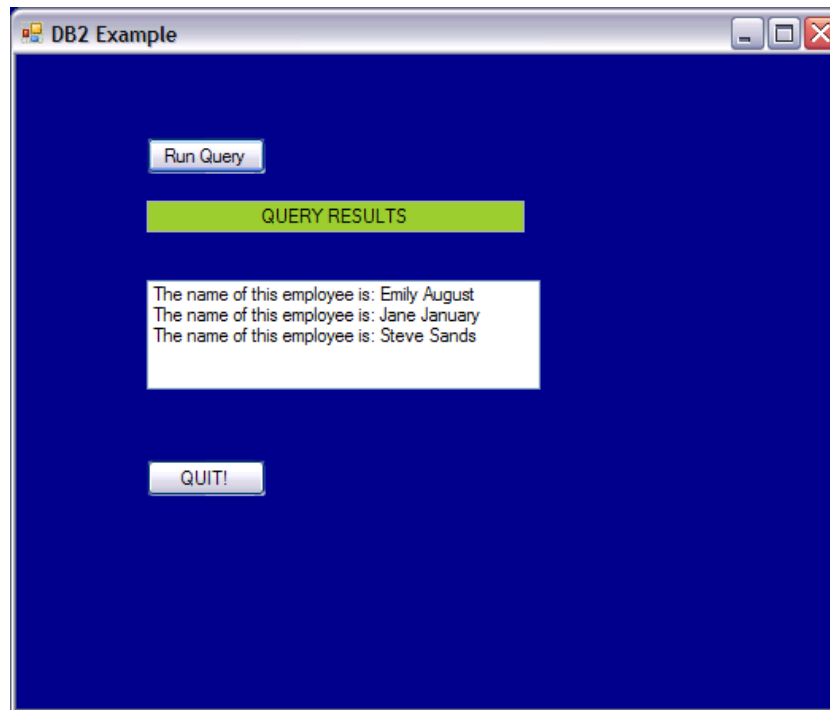 DB2 Example
Run Query
QUERY RESULTS
The name of this employee is: Emily August
The name of this employee is: Jane January
The name of this employee is: Steve Sands
QUIT!